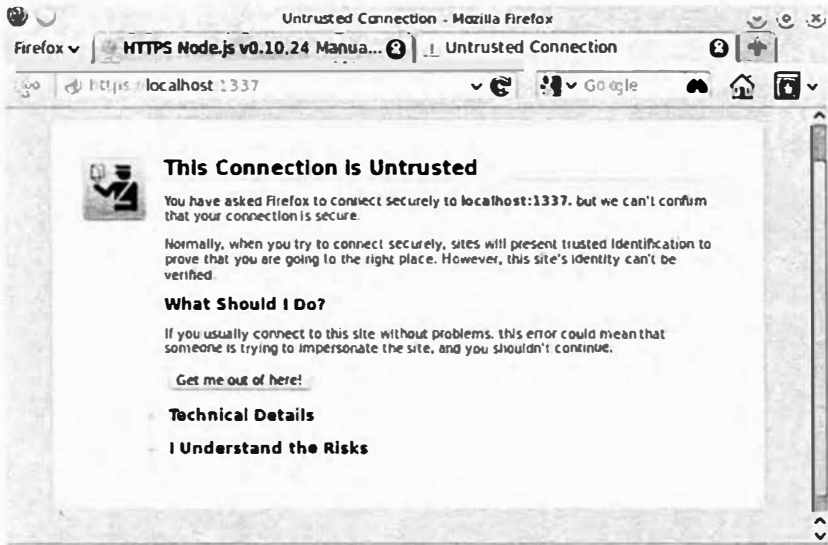 Untrusted Connection - Mozilla Firefox
Firefox
HTTPS Node.js v0.10.24 Manua...
Untrusted Connection
https://localhost:1337
Google
This Connection is Untrusted
You have asked Firefox to connect securely to localhost:1337, but we can't confirm
that your connection is secure.
Normally, when you try to connect securely, sites will present trusted identification to
prove that you are going to the right place. However, this site's identity can't be
verified.
What Should I Do?
If you usually connect to this site without problems, this error could mean that
someone is trying to impersonate the site, and you shouldn't continue.
Get me out of here!
Technical Details
I Understand the Risks